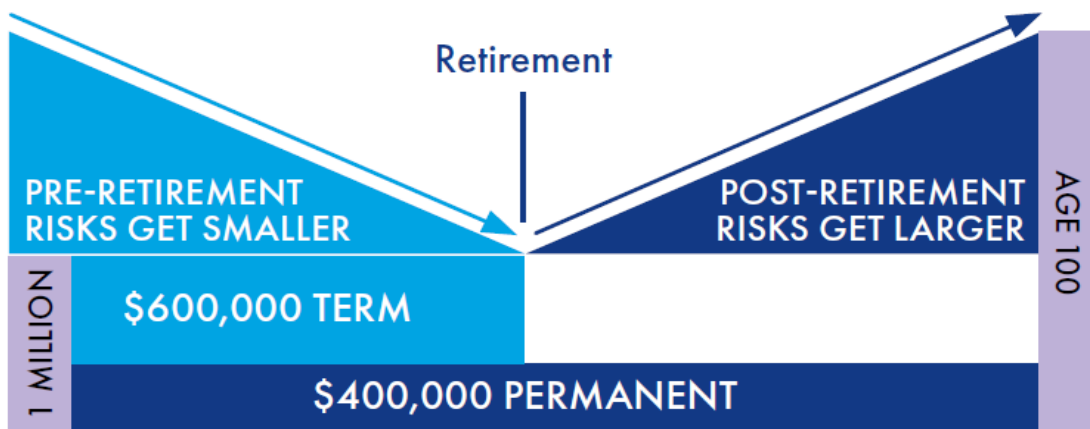 Retirement
PRE-RETIREMENT
RISKS GET SMALLER
POST-RETIREMENT
RISKS GET LARGER
AGE 100
1 MILLION
$600,000 TERM
$400,000 PERMANENT